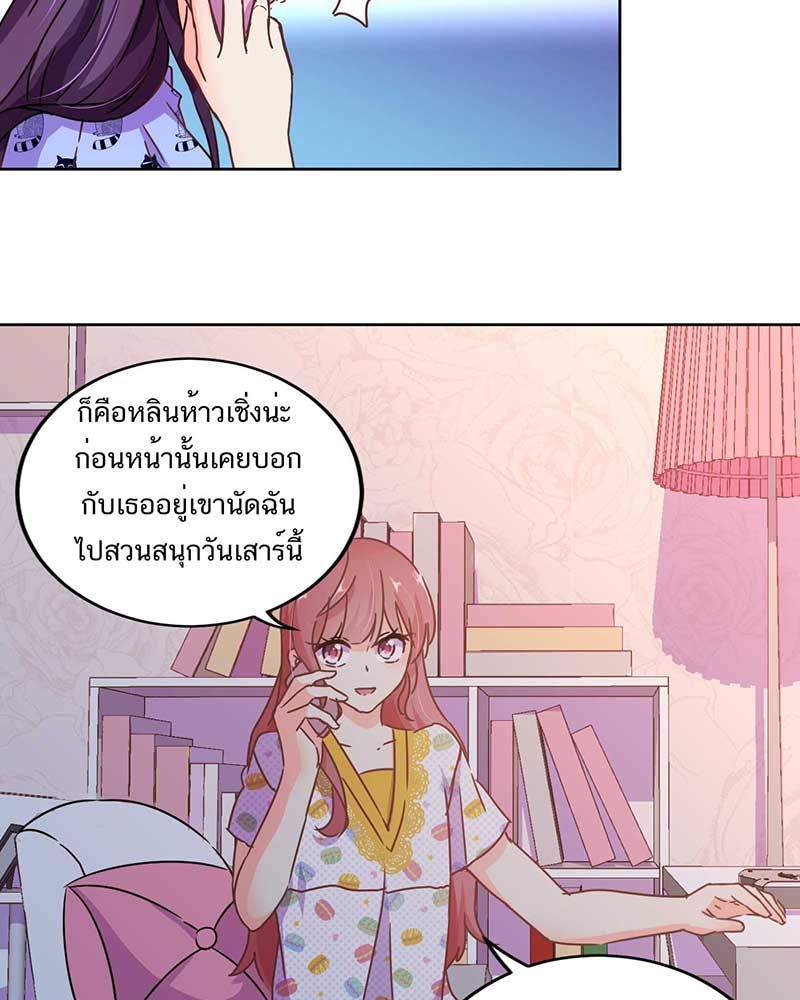 ก็คือหลินห้าวเชิ่งน่ะ
ก่อนหน้านั้นเคยบอก
กับเธออยู่เขานัดฉัน
ไปสวนสนุกวันเสาร์นี้